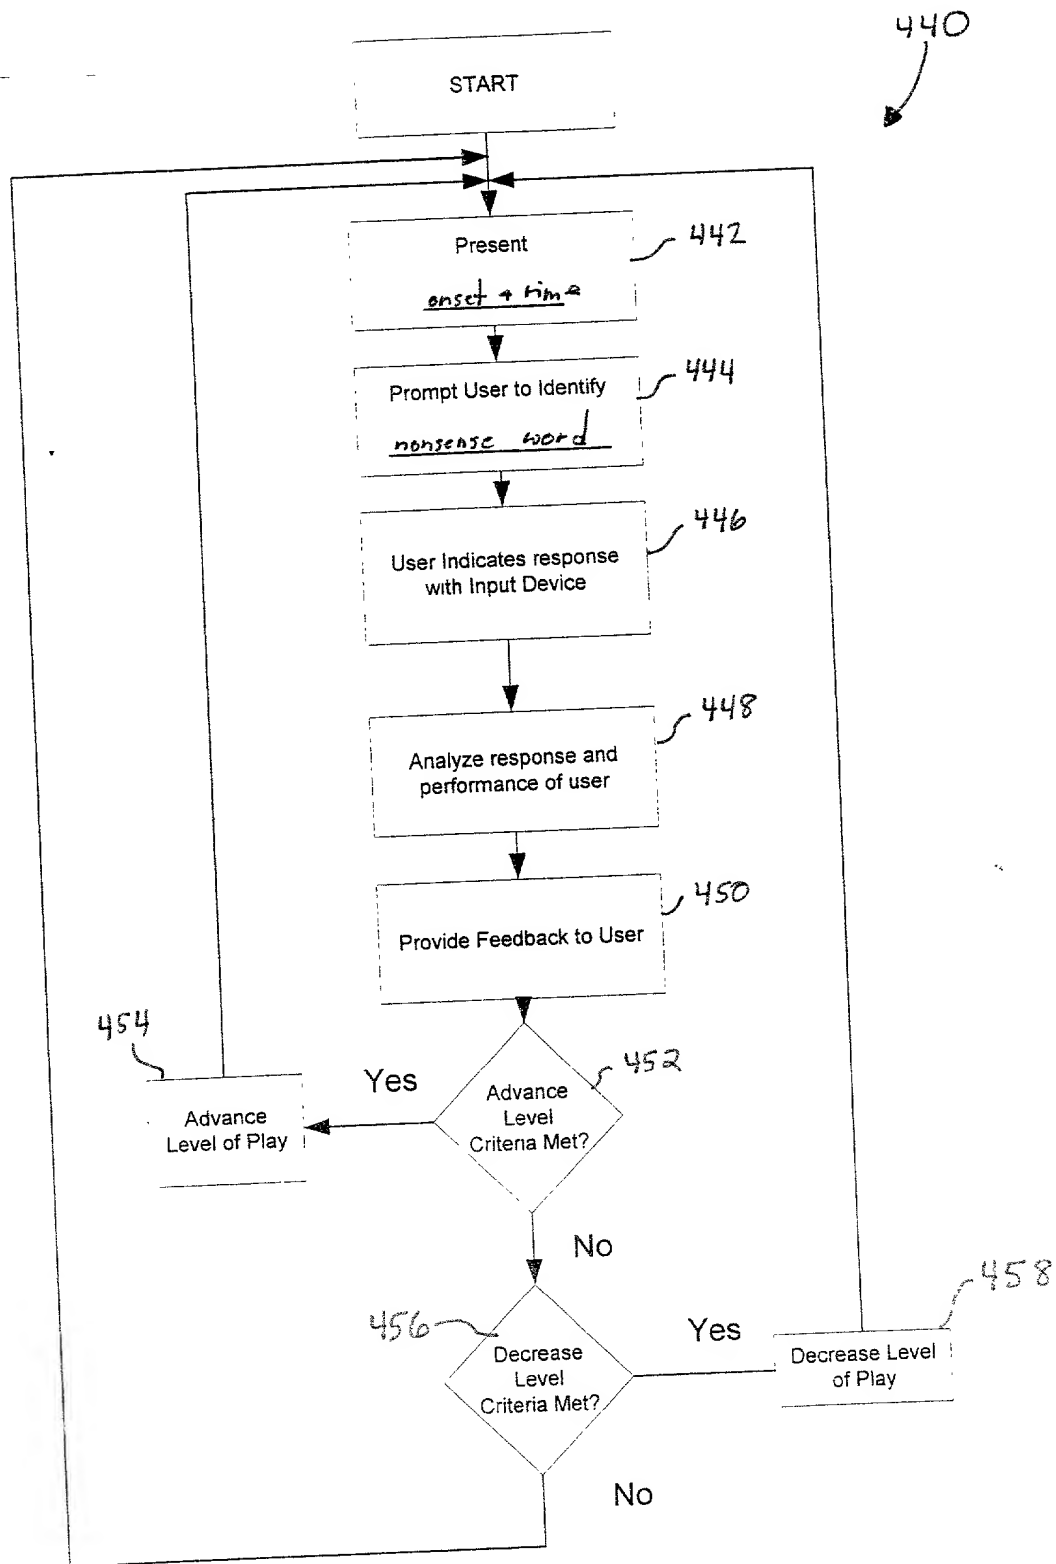 440
START
Present
442
onset + rime
Prompt User to Identify
444
nonsense word
User Indicates response
with Input Device
446
Analyze response and
performance of user
448
Provide Feedback to User
450
454
Yes
Advance
Level
Criteria Met?
452
Advance
Level of Play
No
456
Decrease
Level
Criteria Met?
Yes
458
Decrease Level
of Play
No